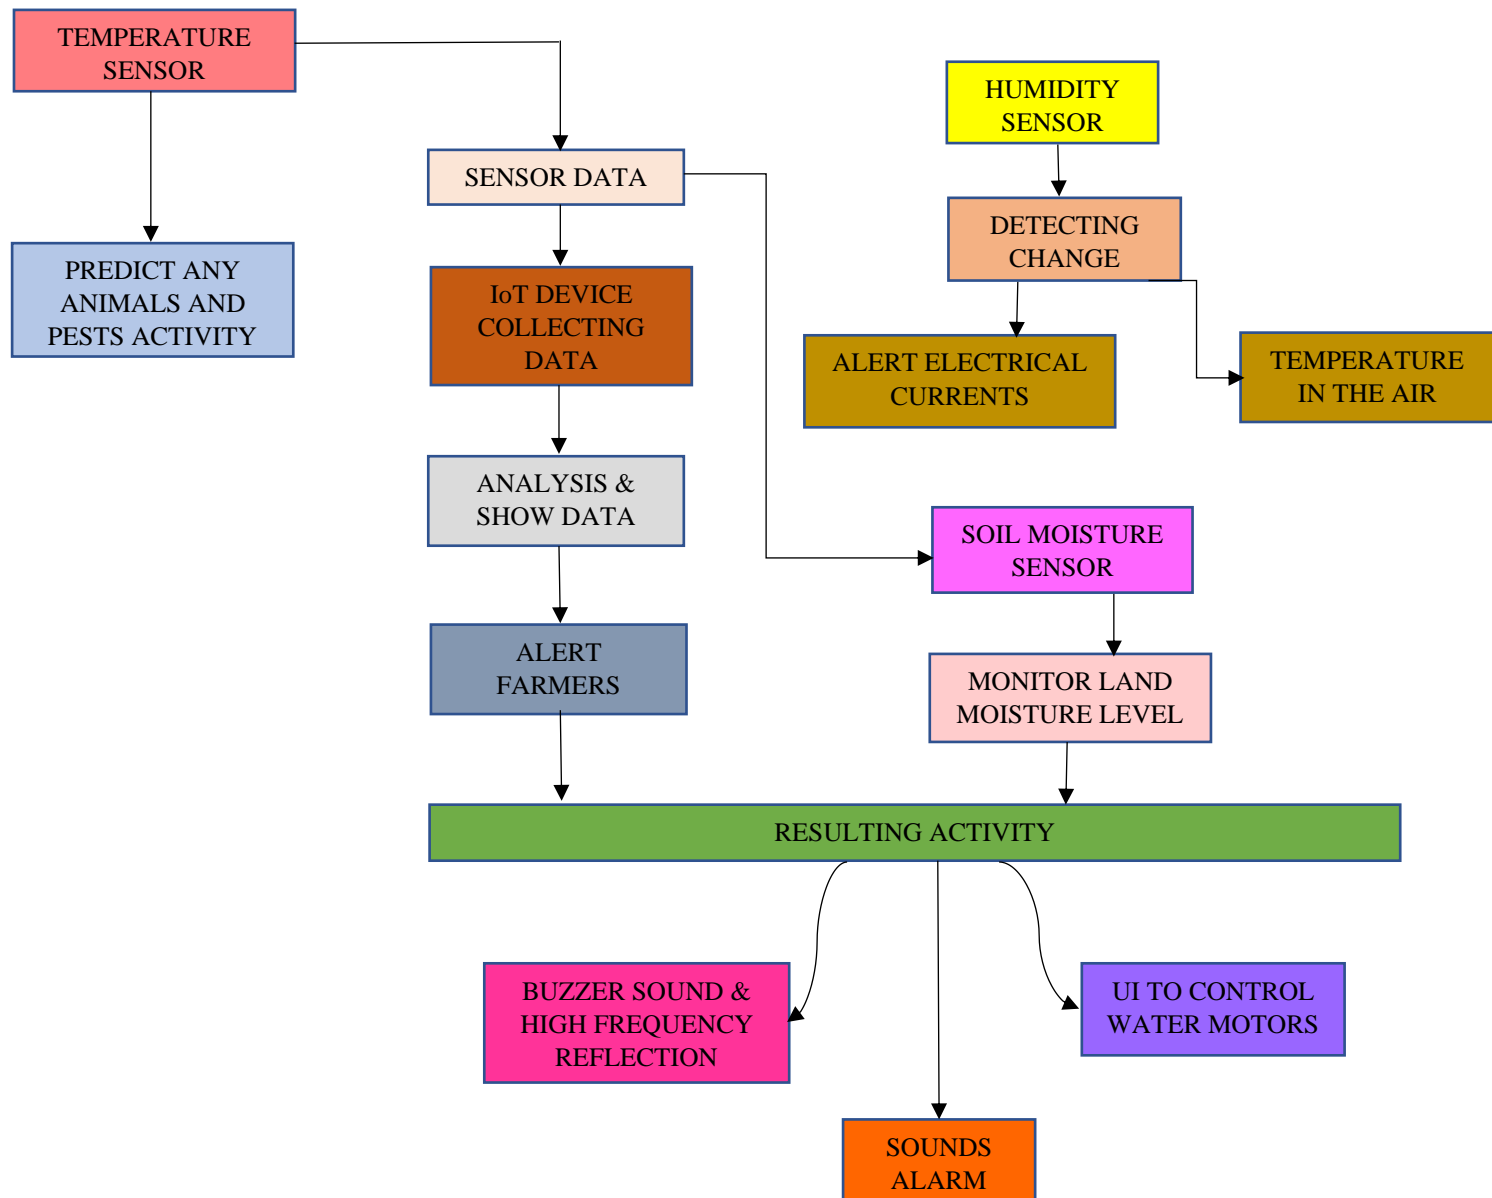 TEMPERATURE
SENSOR
HUMIDITY
SENSOR
SENSOR DATA
DETECTING
CHANGE
PREDICT ANY
ANIMALS AND
PESTS ACTIVITY
IoT DEVICE
COLLECTING
DATA
ALERT ELECTRICAL
CURRENTS
TEMPERATURE
IN THE AIR
ANALYSIS &
SHOW DATA
SOIL MOISTURE
SENSOR
ALERT
FARMERS
MONITOR LAND
MOISTURE LEVEL
RESULTING ACTIVITY
BUZZER SOUND &
HIGH FREQUENCY
REFLECTION
UI TO CONTROL
WATER MOTORS
SOUNDS
ALARM